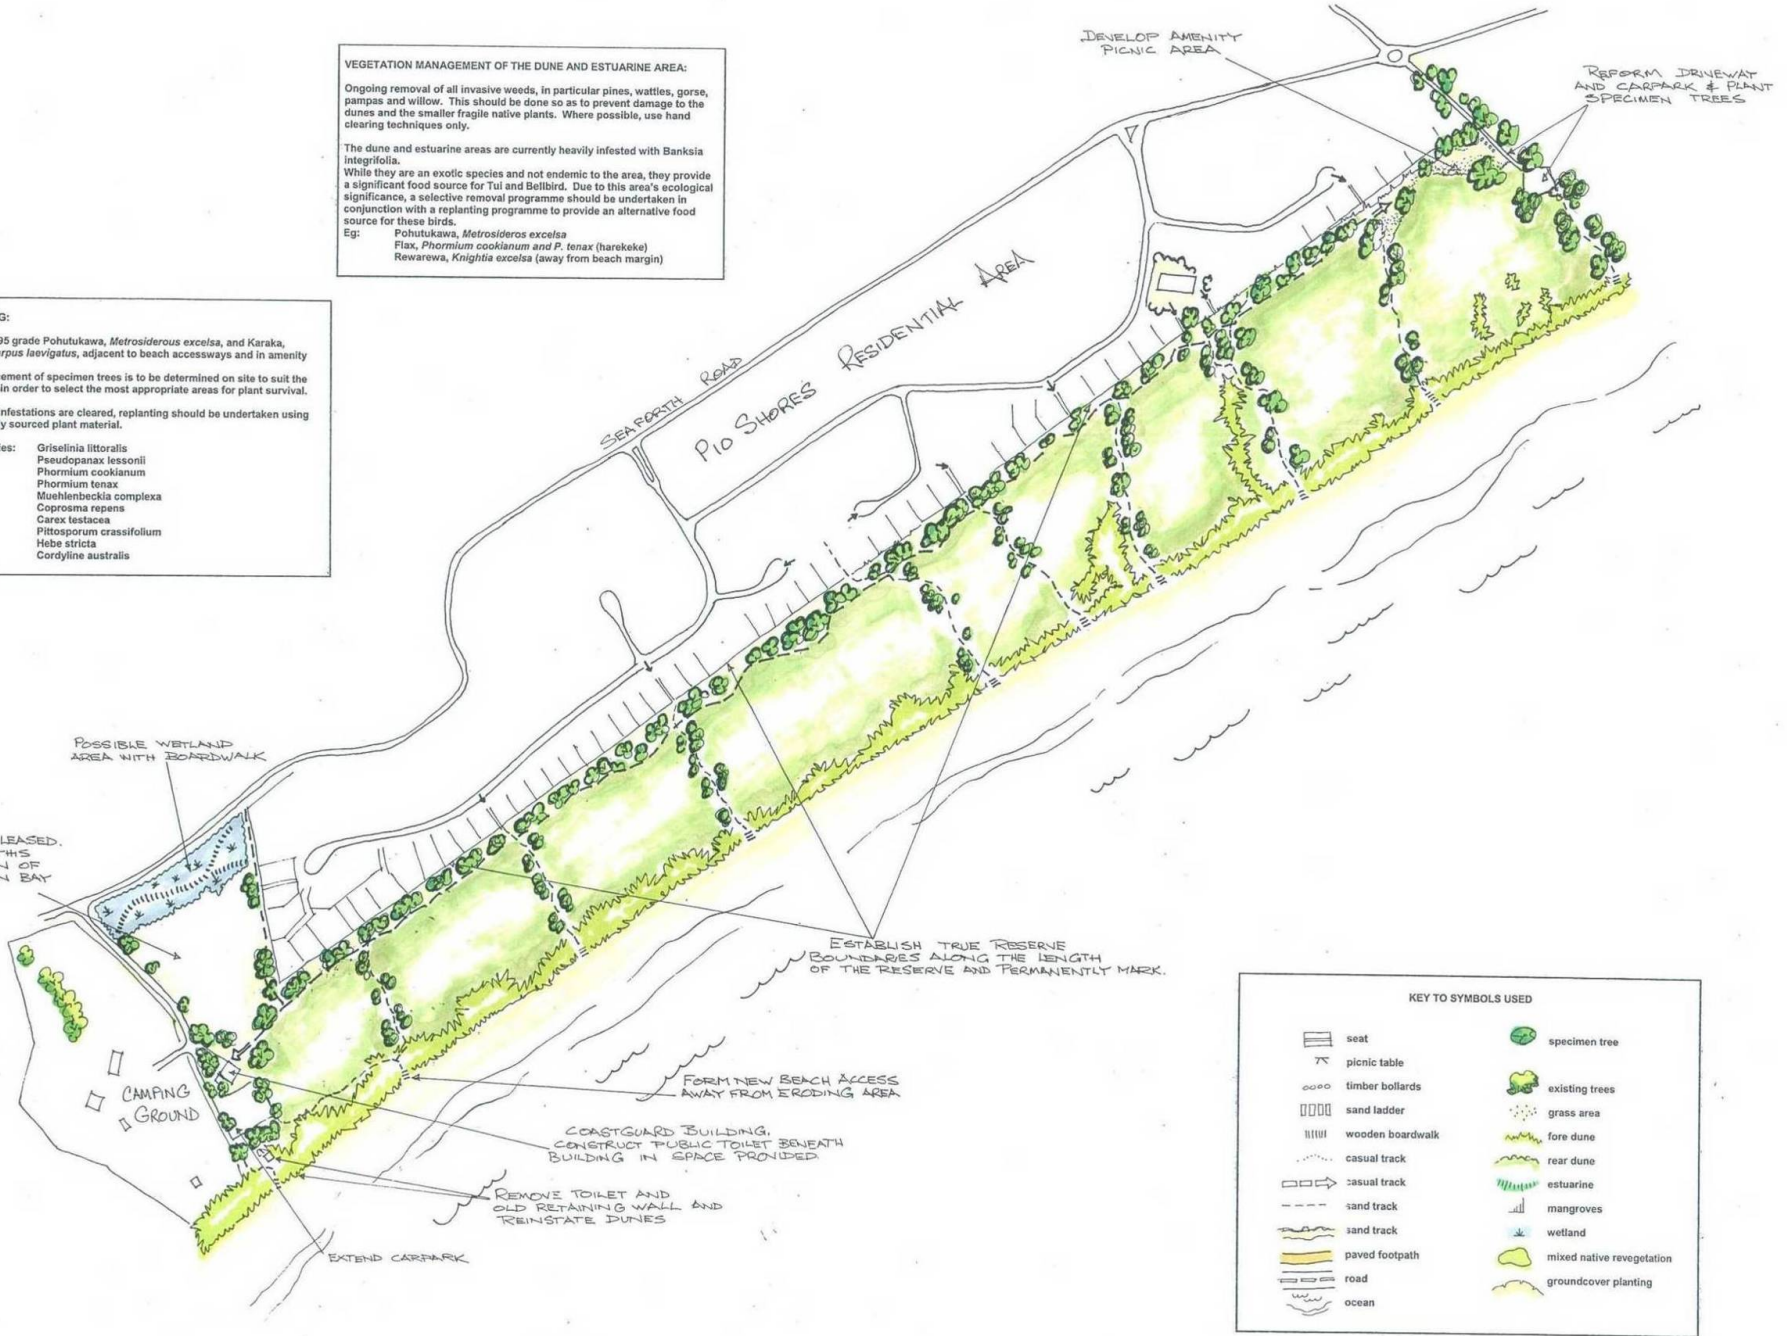 DEVELOP AMENITY
PICNIC AREA
REFORM DRIVEWAY
AND CARPARK & PLANT
SPECIMEN TREES
VEGETATION MANAGEMENT OF THE DUNE AND ESTUARINE AREA:
Ongoing removal of all invasive weeds, in particular pines, wattles, gorse,
pampas and willow. This should be done so as to prevent damage to the
dunes and the smaller fragile native plants. Where possible, use hand
clearing techniques only.
The dune and estuarine areas are currently heavily infested with Banksia
integrifolia.
While they are an exotic species and not endemic to the area, they provide
a significant food source for Tui and Bellbird. Due to this area's ecological
significance, a selective removal programme should be undertaken in
conjunction with a replanting programme to provide an alternative food
source for these birds.
Eg: Pohutukawa, Metrosideros excelsa
Flax, Phormium cookianum and P. tenax (harekeke)
Rewarewa, Knightia excelsa (away from beach margin)
G:
95 grade Pohutukawa, Metrosiderous excelsa, and Karaka,
rpus laevigatus, adjacent to beach accessways and in amenity
ement of specimen trees is to be determined on site to suit the
in order to select the most appropriate areas for plant survival.
nfestations are cleared, replanting should be undertaken using
y sourced plant material.
ies: Griselinia littoralis
Pseudopanax lessonii
Phormium cookianum
Phormium tenax
Muehlenbeckia complexa
Coprosma repens
Carex testacea
Pittosporum crassifolium
Hebe stricta
Cordyline australis
SEAFORTH ROAD
PIO SHORES RESIDENTIAL AREA
POSSIBLE WETLAND
AREA WITH BOARDWALK
LEASED.
THIS
N OF
N BAY
CAMPING
GROUND
ESTABLISH TRUE RESERVE
BOUNDARIES ALONG THE LENGTH
OF THE RESERVE AND PERMANENTLY MARK.
FORM NEW BEACH ACCESS
AWAY FROM ERODING AREA
COASTGUARD BUILDING.
CONSTRUCT PUBLIC TOILET BENEATH
BUILDING IN SPACE PROVIDED.
REMOVE TOILET AND
OLD RETAINING WALL AND
REINSTATE DUNES
EXTEND CARPARK
KEY TO SYMBOLS USED
seat
picnic table
timber bollards
sand ladder
wooden boardwalk
casual track
casual track
sand track
sand track
paved footpath
road
ocean
specimen tree
existing trees
grass area
fore dune
rear dune
estuarine
mangroves
wetland
mixed native revegetation
groundcover planting